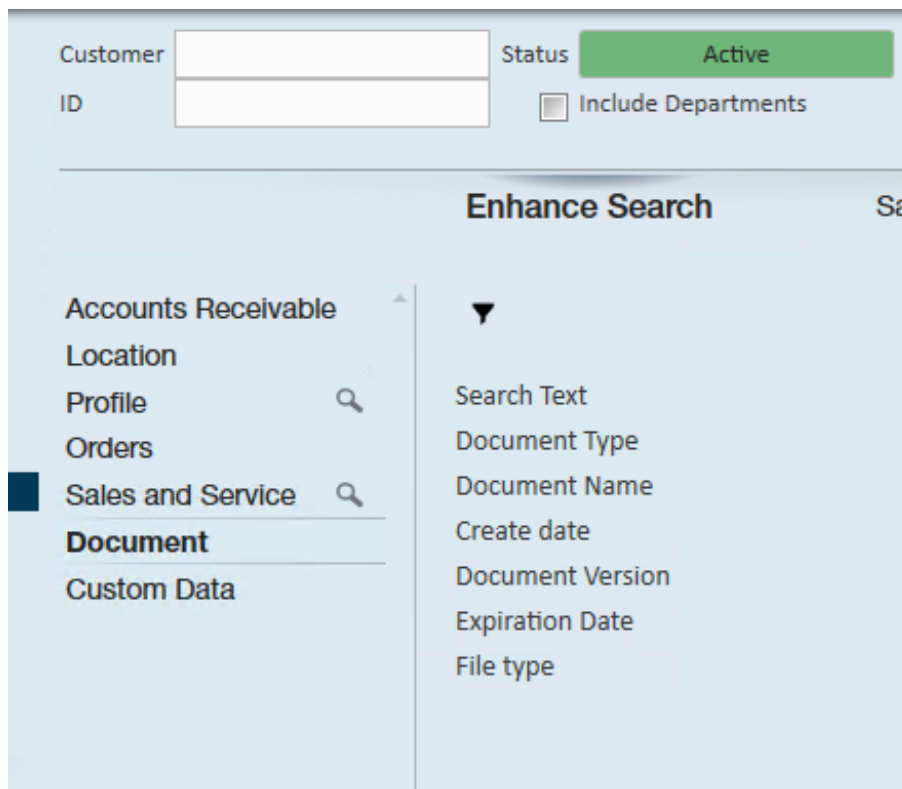 Customer Status Active
ID Include Departments
Enhance Search
Accounts Receivable
Location
Profile
Orders
Sales and Service
Document
Custom Data
Search Text
Document Type
Document Name
Create date
Document Version
Expiration Date
File type